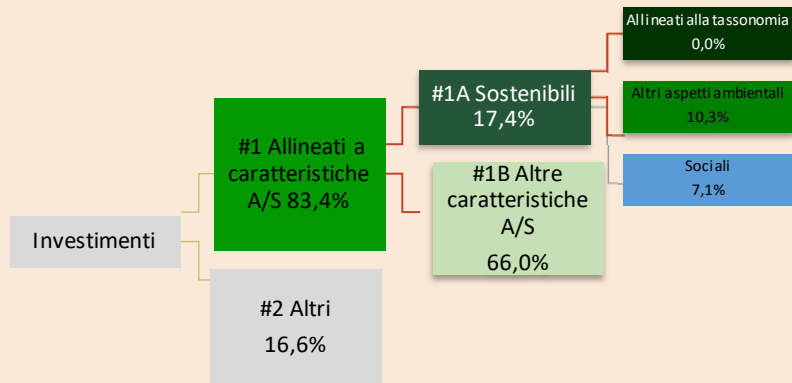 Investimenti
#1 Allineati a
caratteristiche
A/S 83,4%
#2 Altri
16,6%
#1A Sostenibili
17,4%
#1B Altre
caratteristiche
A/S
66,0%
Allineati alla tassonomia
0,0%
Altri aspetti ambientali
10,3%
Sociali
7,1%